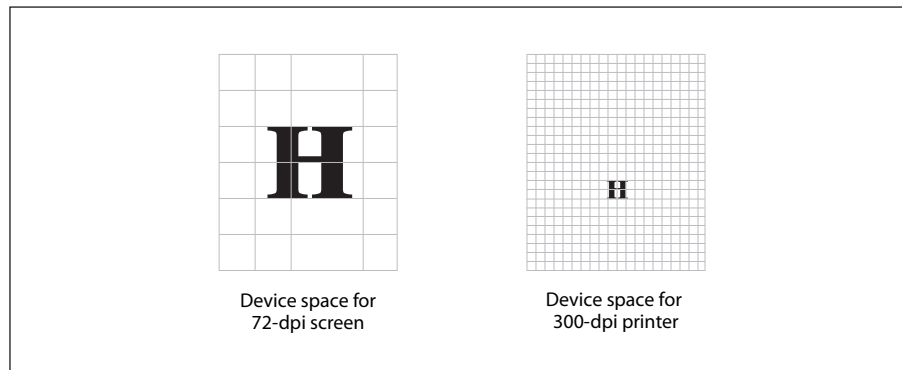 H
H
Device space for
72-dpi screen
Device space for
300-dpi printer